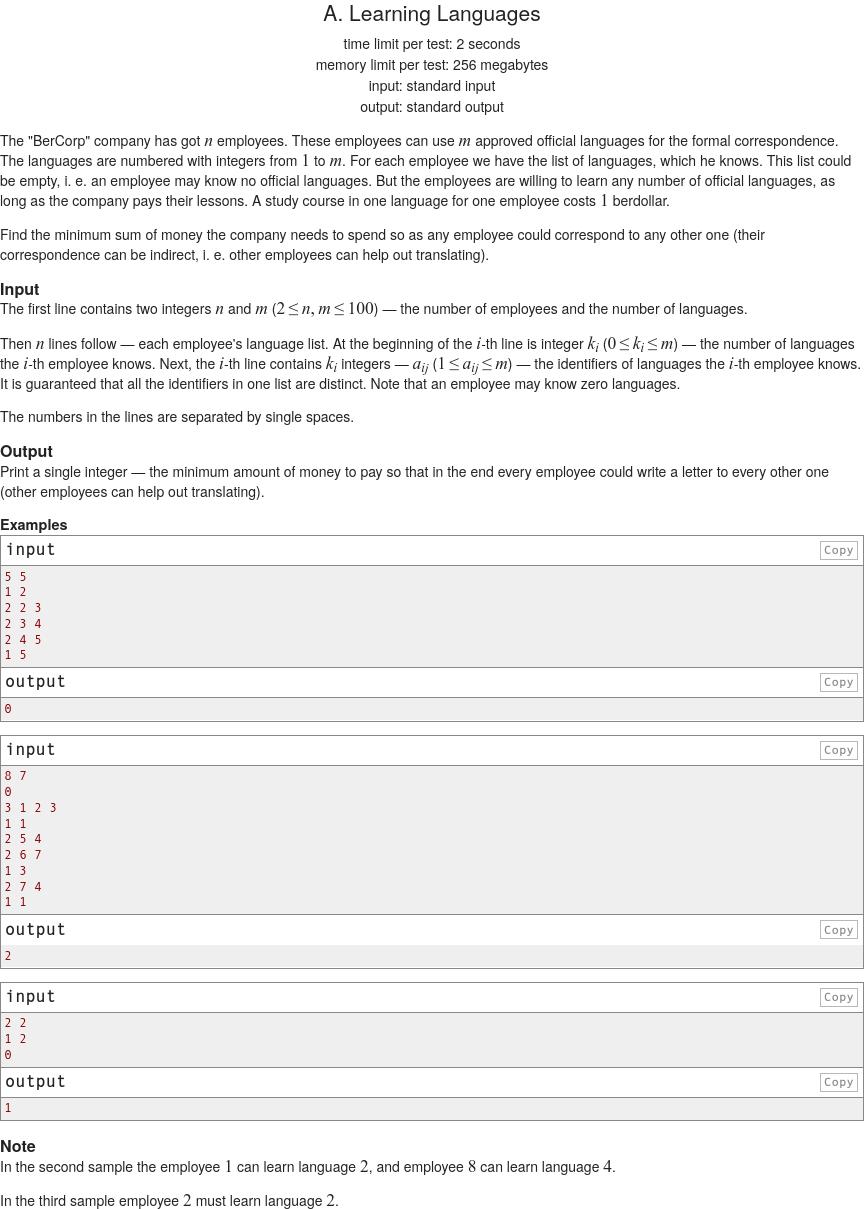 A. Learning Languages
time limit per test: 2 seconds
memory limit per test: 256 megabytes
input: standard input
output: standard output
The "BerCorp" company has got n employees. These employees can use m approved official languages for the formal correspondence.
The languages are numbered with integers from 1 to m. For each employee we have the list of languages, which he knows. This list could
be empty, i. e. an employee may know no official languages. But the employees are willing to learn any number of official languages, as
long as the company pays their lessons. A study course in one language for one employee costs 1 berdollar.
Find the minimum sum of money the company needs to spend so as any employee could correspond to any other one (their
correspondence can be indirect, i. e. other employees can help out translating).
Input
The first line contains two integers n and m (2 ≤ n, m ≤ 100) — the number of employees and the number of languages.
Then n lines follow — each employee's language list. At the beginning of the i-th line is integer k_i (0 ≤ k_i ≤ m) — the number of languages
the i-th employee knows. Next, the i-th line contains k_i integers — a_ij (1 ≤ a_ij ≤ m) — the identifiers of languages the i-th employee knows.
It is guaranteed that all the identifiers in one list are distinct. Note that an employee may know zero languages.
The numbers in the lines are separated by single spaces.
Output
Print a single integer — the minimum amount of money to pay so that in the end every employee could write a letter to every other one
(other employees can help out translating).
Examples
input Copy
5 5
1 2
2 2 3
2 3 4
2 4 5
1 5
output Copy
0
input Copy
8 7
0
3 1 2 3
1 1
2 5 4
2 6 7
1 3
2 7 4
1 1
output Copy
2
input Copy
2 2
1 2
0
output Copy
1
Note
In the second sample the employee 1 can learn language 2, and employee 8 can learn language 4.
In the third sample employee 2 must learn language 2.